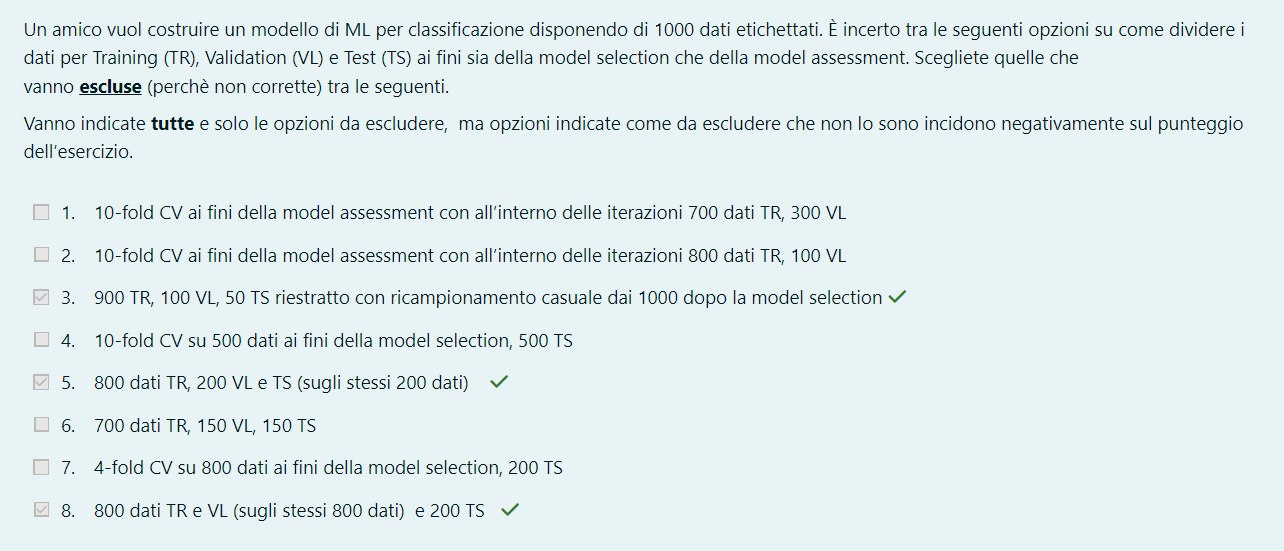 Un amico vuol costruire un modello di ML per classificazione disponendo di 1000 dati etichettati. È incerto tra le seguenti opzioni su come dividere i
dati per Training (TR), Validation (VL) e Test (TS) ai fini sia della model selection che della model assessment. Scegliete quelle che
vanno escluse (perchè non corrette) tra le seguenti.
Vanno indicate tutte e solo le opzioni da escludere, ma opzioni indicate come da escludere che non lo sono incidono negativamente sul punteggio
dell'esercizio.
1. 10-fold CV ai fini della model assessment con all'interno delle iterazioni 700 dati TR, 300 VL
2. 10-fold CV ai fini della model assessment con all'interno delle iterazioni 800 dati TR, 100 VL
3. 900 TR, 100 VL, 50 TS riestratto con ricampionamento casuale dai 1000 dopo la model selection
4. 10-fold CV su 500 dati ai fini della model selection, 500 TS
5. 800 dati TR, 200 VL e TS (sugli stessi 200 dati)
6. 700 dati TR, 150 VL, 150 TS
7. 4-fold CV su 800 dati ai fini della model selection, 200 TS
8. 800 dati TR e VL (sugli stessi 800 dati) e 200 TS